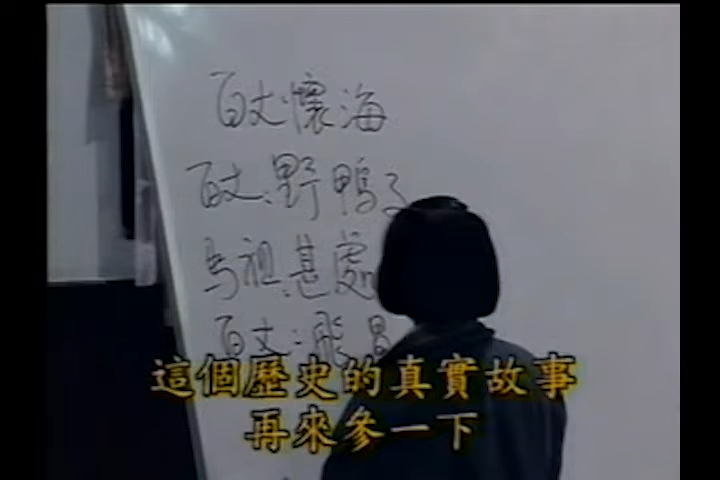 百丈懷海
百丈:野鴨子
馬祖:甚處
百丈:飛
這個歷史的真實故事
再來參一下